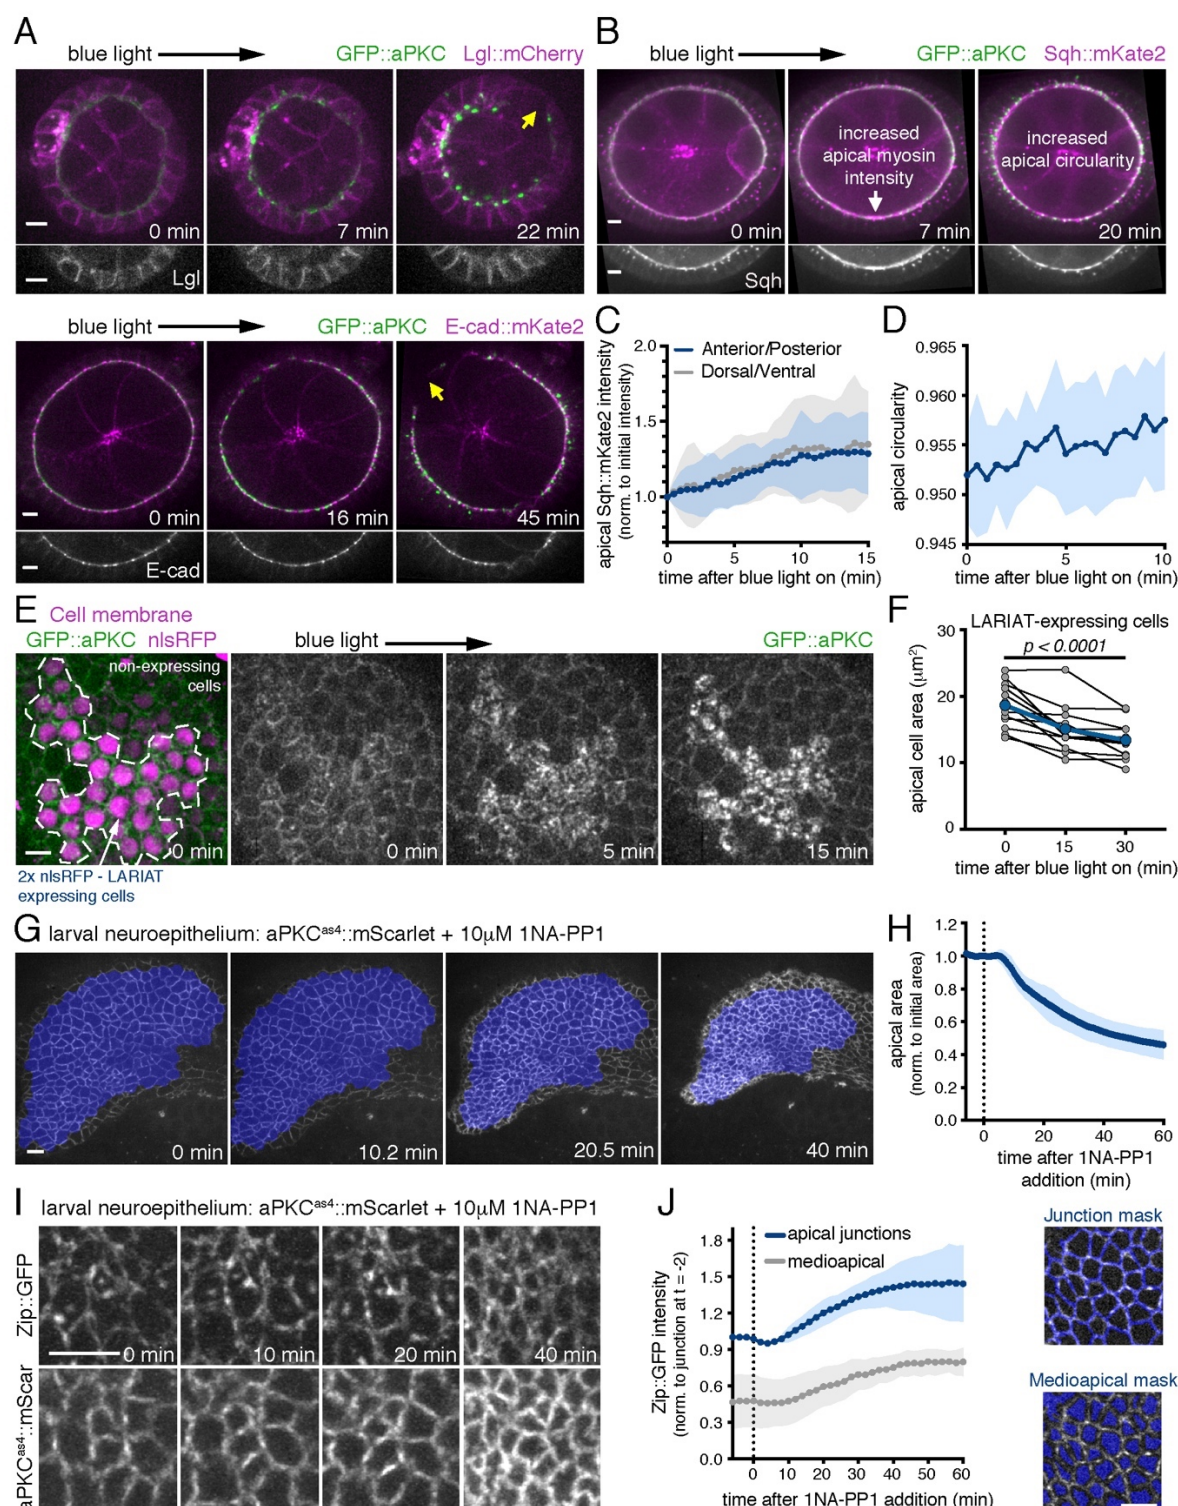 A
blue light
GFP::aPKC Lgl::mCherry
0 min
7 min
22 min
Lgl
blue light
GFP::aPKC E-cad::mKate2
0 min
16 min
45 min
E-cad
B
blue light
GFP::aPKC Sqh::mKate2
increased
apical myosin
intensity
increased
apical circularity
0 min
7 min
20 min
Sqh
C
apical Sqh::mKate2 intensity
(norm. to initial intensity)
2.0
1.5
1.0
Anterior/Posterior
Dorsal/Ventral
0
5
10
15
time after blue light on (min)
D
apical circularity
0.965
0.960
0.955
0.950
0.945
0
5
10
time after blue light on (min)
E
Cell membrane
GFP::aPKC nlsRFP
non-expressing
cells
0 min
2x nlsRFP - LARIAT
expressing cells
blue light
GFP::aPKC
0 min
5 min
15 min
F
LARIAT-expressing cells
p < 0.0001
apical cell area (µm²)
30
20
10
0
0
15
30
time after blue light on (min)
G
larval neuroepithelium: aPKCas4::mScarlet + 10µM 1NA-PP1
0 min
10.2 min
20.5 min
40 min
H
apical area
(norm. to initial area)
1.2
1.0
0.8
0.6
0.4
0.2
0.0
0
20
40
60
time after 1NA-PP1
addition (min)
I
larval neuroepithelium: aPKCas4::mScarlet + 10µM 1NA-PP1
Zip::GFP
0 min
10 min
20 min
40 min
aPKCas4::mScar
J
Zip::GFP intensity
(norm. to junction at t = -2)
1.8
1.5
1.2
0.9
0.6
0.3
0.0
apical junctions
medioapical
0
10
20
30
40
50
60
time after 1NA-PP1 addition (min)
Junction mask
Medioapical mask